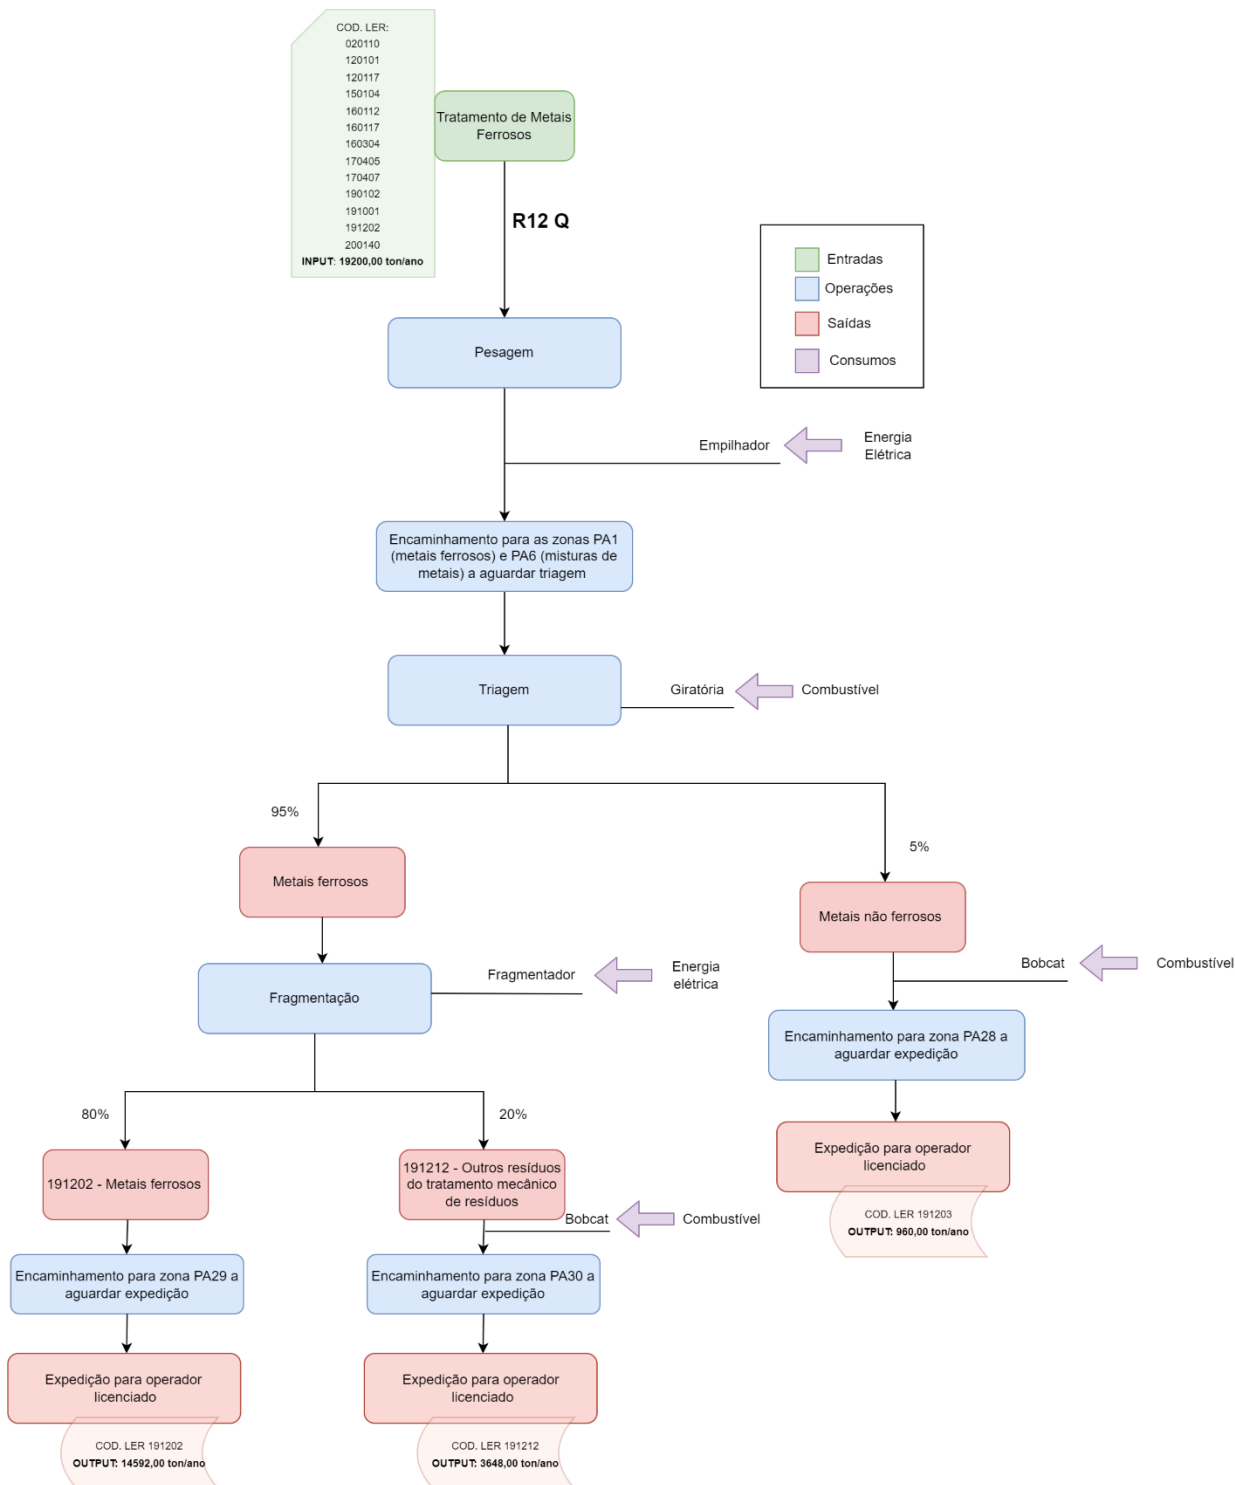 COD. LER:
020110
120101
120117
150104
160112
160117
160304
170405
170407
190102
191001
191202
200140
INPUT: 19200,00 ton/ano
Tratamento de Metais
Ferrosos
R12 Q
Entradas
Operações
Saídas
Consumos
Pesagem
Empilhador
Energia
Elétrica
Encaminhamento para as zonas PA1
(metais ferrosos) e PA6 (misturas de
metais) a aguardar triagem
Triagem
Giratória
Combustível
95%
5%
Metais ferrosos
Metais não ferrosos
Fragmentação
Fragmentador
Energia
elétrica
Bobcat
Combustível
Encaminhamento para zona PA28 a
aguardar expedição
80%
20%
Expedição para operador
licenciado
COD. LER 191203
OUTPUT: 960,00 ton/ano
191202 - Metais ferrosos
191212 - Outros resíduos
do tratamento mecânico
de resíduos
Bobcat
Combustível
Encaminhamento para zona PA29 a
aguardar expedição
Encaminhamento para zona PA30 a
aguardar expedição
Expedição para operador
licenciado
Expedição para operador
licenciado
COD. LER 191202
OUTPUT: 14592,00 ton/ano
COD. LER 191212
OUTPUT: 3648,00 ton/ano